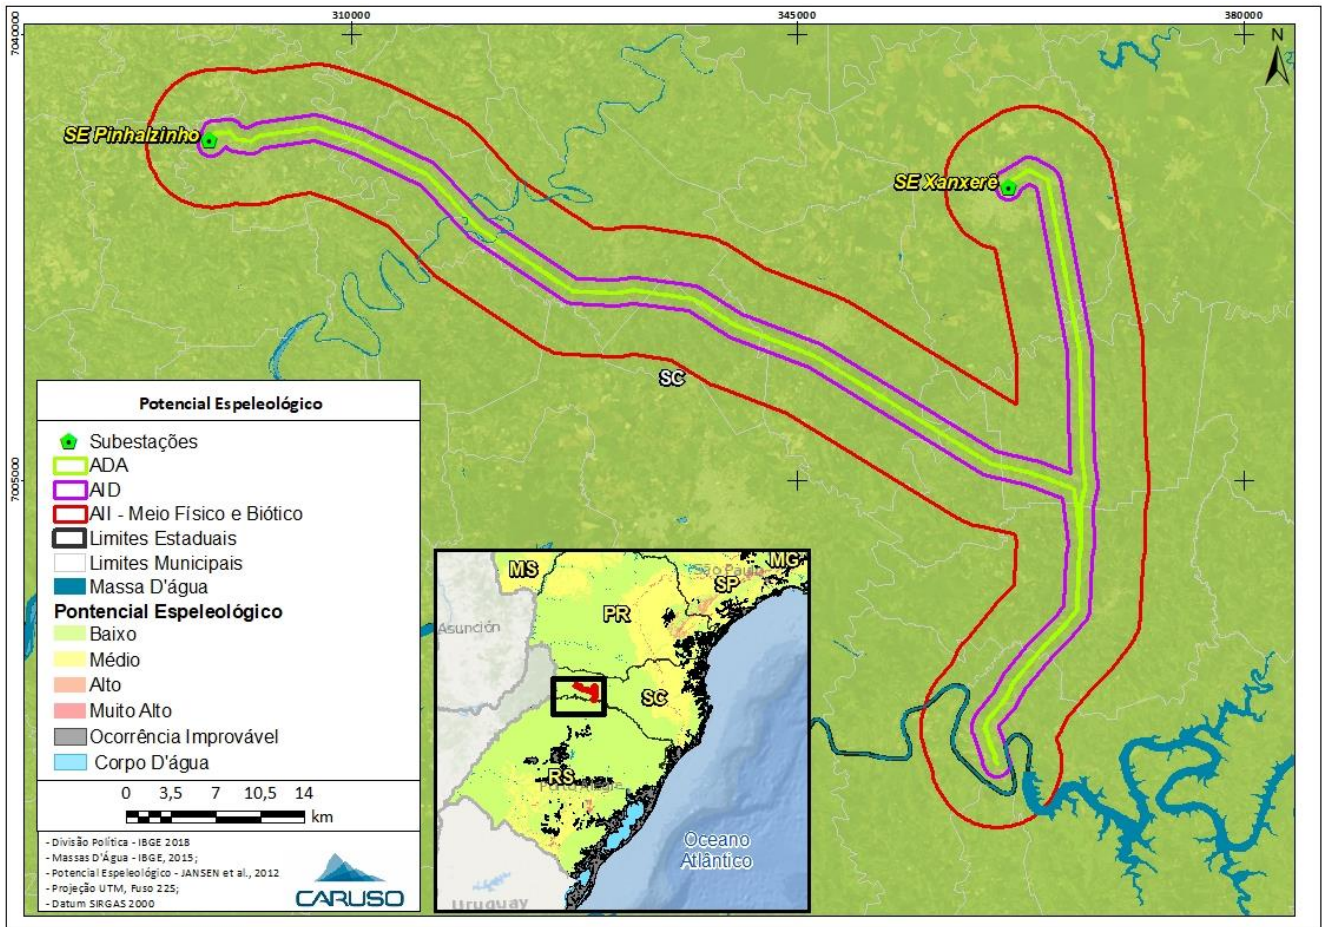 310000
345000
380000
7040000
N
SE Pinhalzinho
SE Xanxerê
SC
7005000
Potencial Espeleológico
Subestações
ADA
AID
AII - Meio Físico e Biótico
Limites Estaduais
Limites Municipais
Massa D'água
Pontencial Espeleológico
Baixo
Médio
Alto
Muito Alto
Ocorrência Improvável
Corpo D'água
0 3,5 7 10,5 14
km
- Divisão Política - IBGE 2018
- Massas D'Água - IBGE, 2015;
- Potencial Espeleológico - JANSEN et al., 2012
- Projeção UTM, Fuso 22S;
- Datum SIRGAS 2000
CARUSO
MS
MG
São Paulo
SP
PR
Asunción
SC
RS
Porto Alegre
Oceano
Atlântico
Uruguay